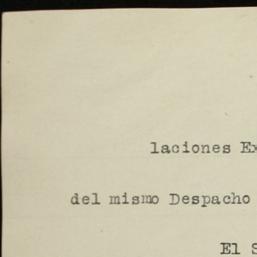 laciones Ex
del mismo Despacho
El S